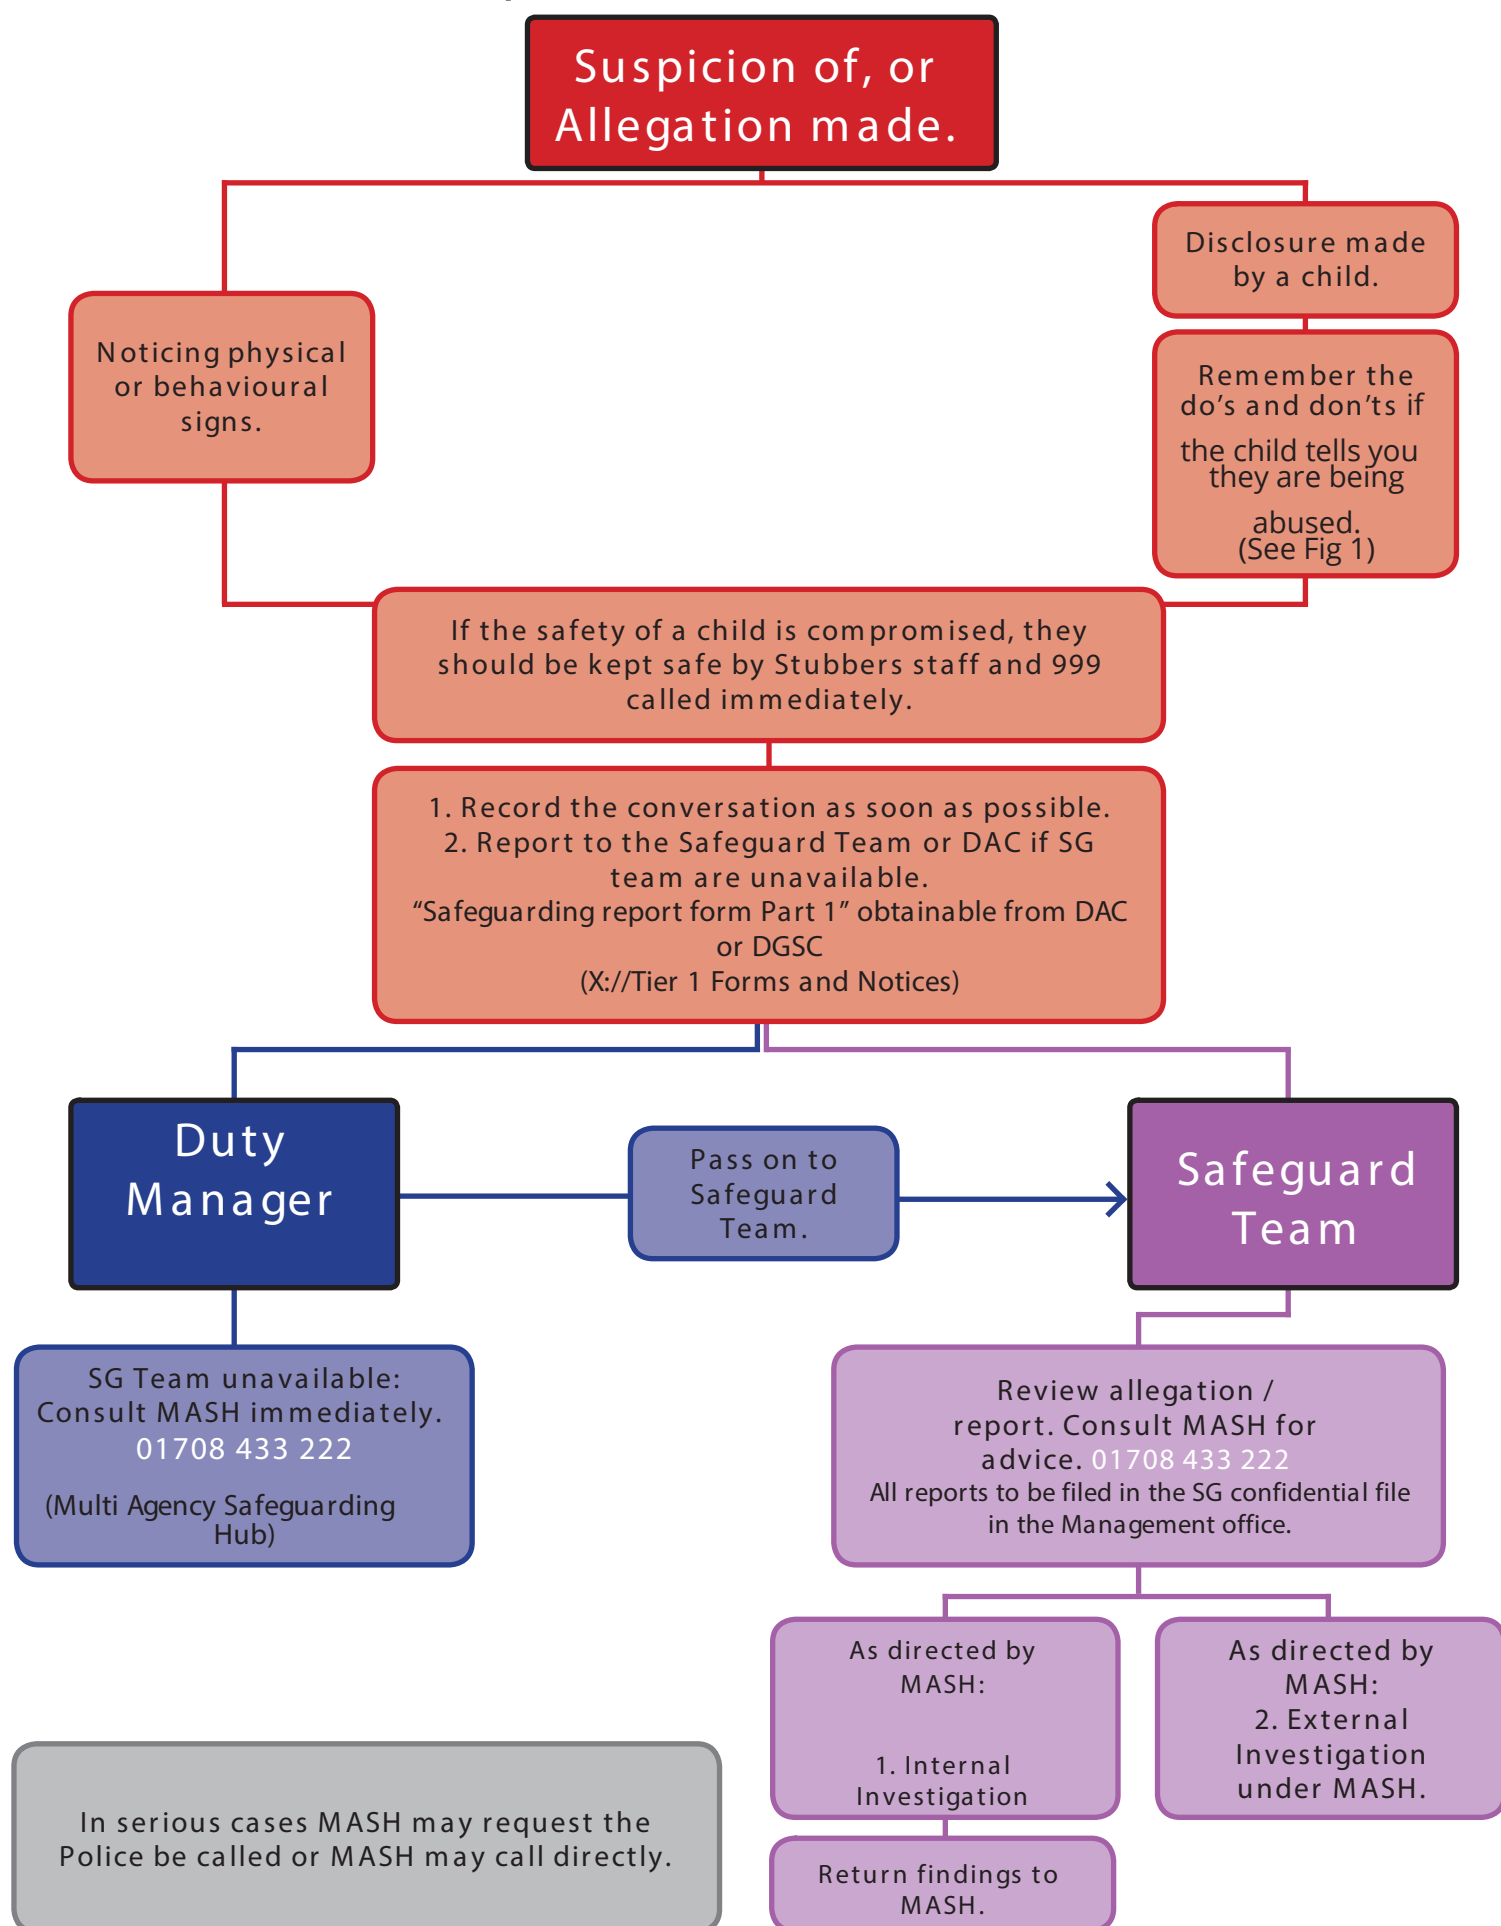 Suspicion of, or
Allegation made.
Disclosure made
by a child.
Noticing physical
or behavioural
signs.
Remember the
do’s and don’ts if
the child tells you
they are being
abused.
(See Fig 1)
If the safety of a child is compromised, they
should be kept safe by Stubbers staff and 999
called immediately.
1. Record the conversation as soon as possible.
2. Report to the Safeguard Team or DAC if SG
team are unavailable.
“Safeguarding report form Part 1” obtainable from DAC
or DGSC
(X://Tier 1 Forms and Notices)
Duty
Manager
Pass on to
Safeguard
Team.
Safeguard
Team
SG Team unavailable:
Consult MASH immediately.
01708 433 222
(Multi Agency Safeguarding
Hub)
Review allegation /
report. Consult MASH for
advice. 01708 433 222
All reports to be filed in the SG confidential file
in the Management office.
As directed by
MASH:
1. Internal
Investigation
As directed by
MASH:
2. External
Investigation
under MASH.
In serious cases MASH may request the
Police be called or MASH may call directly.
Return findings to
MASH.